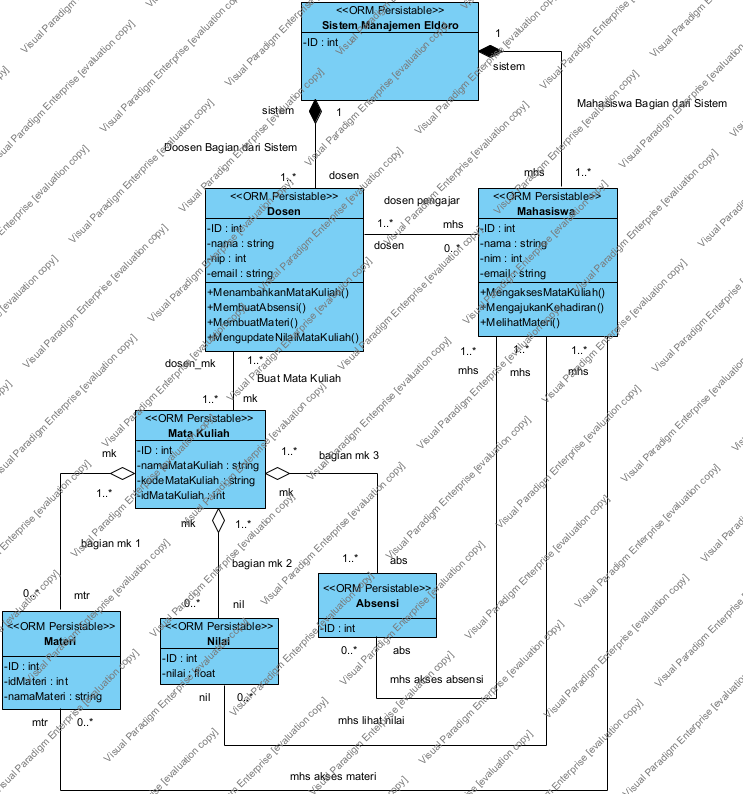 <<ORM Persistable>>
Sistem Manajemen Eldoro
-ID : int
1
sistem
sistem
1
Mahasiswa Bagian dari Sistem
Doosen Bagian dari Sistem
1..*
dosen
mhs
1..*
<<ORM Persistable>>
Dosen
-ID : int
-nama : string
-nip : int
-email : string
+MenambahkanMataKuliah()
+MembuatAbsensi()
+MembuatMateri()
+MengupdateNilaiMataKuliah()
dosen pengajar
1..*
mhs
dosen
0..*
<<ORM Persistable>>
Mahasiswa
-ID : int
-nama : string
-nim : int
-email : string
+MengaksesMataKuliah()
+MengajukanKehadiran()
+MelihatMateri()
1..*
mhs
1..*
mhs
1..*
mhs
dosen_mk
1..*
Buat Mata Kuliah
1..*
mk
<<ORM Persistable>>
Mata Kuliah
-ID : int
-namaMataKuliah : string
-kodeMataKuliah : string
-idMataKuliah : int
mk
1..*
bagian mk 1
0..*
mtr
mk
1..*
bagian mk 2
0..*
nil
1..*
bagian mk 3
mk
1..*
abs
<<ORM Persistable>>
Absensi
-ID : int
0..*
abs
mhs akses absensi
<<ORM Persistable>>
Materi
-ID : int
-idMateri : int
-namaMateri : string
<<ORM Persistable>>
Nilai
-ID : int
-nilai : float
nil
0..*
mhs lihat nilai
mtr
0..*
mhs akses materi
Visual Paradigm Enterprise [evaluation copy]